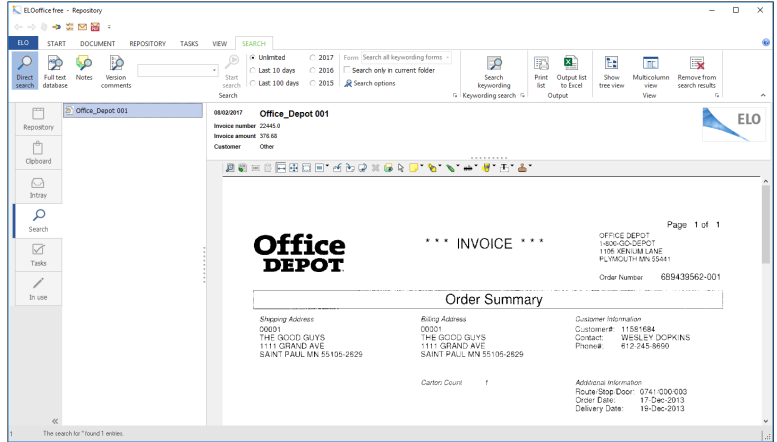 ELOoffice free - Repository
ELO START DOCUMENT REPOSITORY TASKS VIEW SEARCH
Direct search
Full text database
Notes
Version comments
Start search
Unlimited
Last 10 days
Last 100 days
2017
2016
2015
Form Search all keywording forms
Search only in current folder
Search options
Search keywording
Print list
Output list to Excel
Show tree view
Multicolumn view
Remove from search results
Search
Keywording search
Output
View
Repository
Clipboard
Intray
Search
Tasks
In use
Office_Depot 001
08/02/2017 Office_Depot 001
Invoice number 22445.0
Invoice amount 376.68
Customer Other
ELO
Office
DEPOT
* * * INVOICE * * *
Page 1 of 1
OFFICE DEPOT
1-800-GO-DEPOT
1105 XENIUM LANE
PLYMOUTH MN 55441
Order Number 689439562-001
Order Summary
Shipping Address
00001
THE GOOD GUYS
1111 GRAND AVE
SAINT PAUL MN 55105-2629
Billing Address
00001
THE GOOD GUYS
1111 GRAND AVE
SAINT PAUL MN 55105-2629
Customer Information
Customer#: 11581684
Contact: WESLEY DOPKINS
Phone#: 612-245-8690
Carton Count 1
Additional Information
Route/Stop/Door: 0741/000/003
Order Date: 17-Dec-2013
Delivery Date: 19-Dec-2013
1 The search for "found 1 entries.